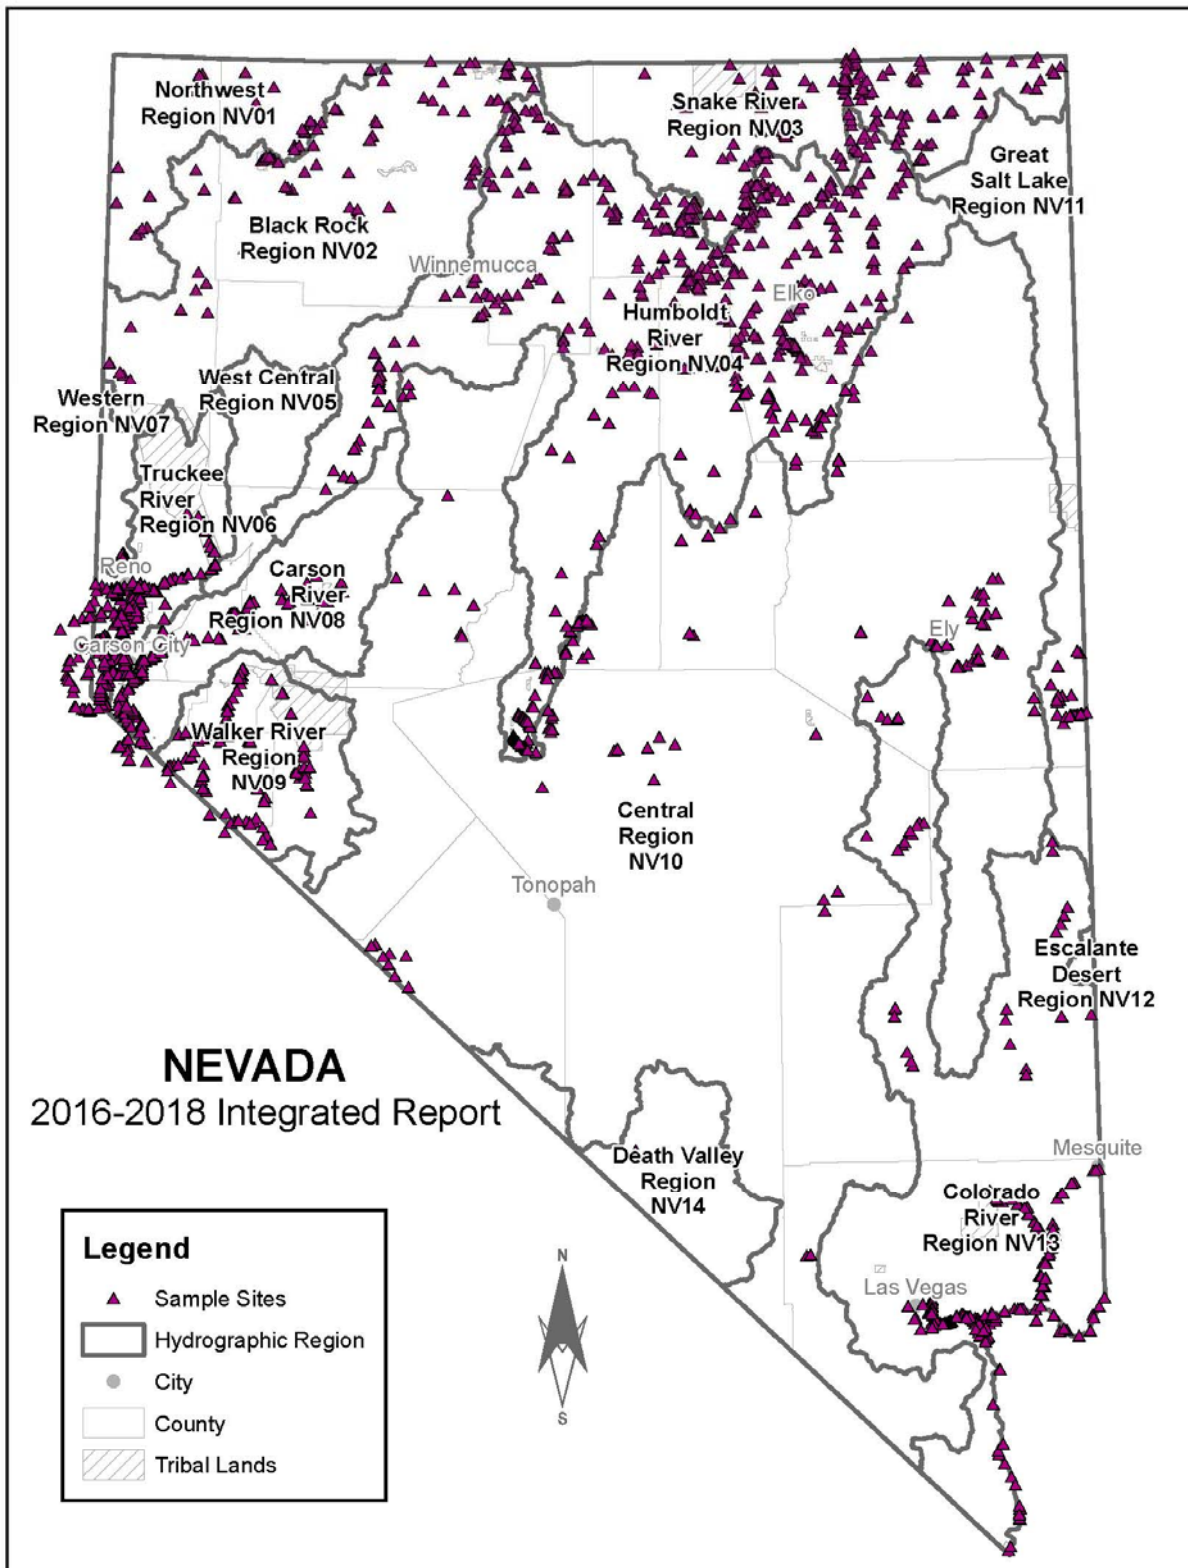 Northwest
Region NV01
Snake River
Region NV03
Great
Salt Lake
Region NV11
Black Rock
Region NV02
Winnemucca
Elko
Humboldt
River
Region NV04
West Central
Region NV05
Western
Region NV07
Truckee
River
Region NV06
Reno
Carson
River
Region NV08
Carson City
Ely
Walker River
Region
NV09
Central
Region
NV10
Tonopah
Escalante
Desert
Region NV12
NEVADA
2016-2018 Integrated Report
Death Valley
Region
NV14
Mesquite
Colorado
River
Region NV13
Las Vegas
Legend
Sample Sites
Hydrographic Region
City
County
Tribal Lands
N
S